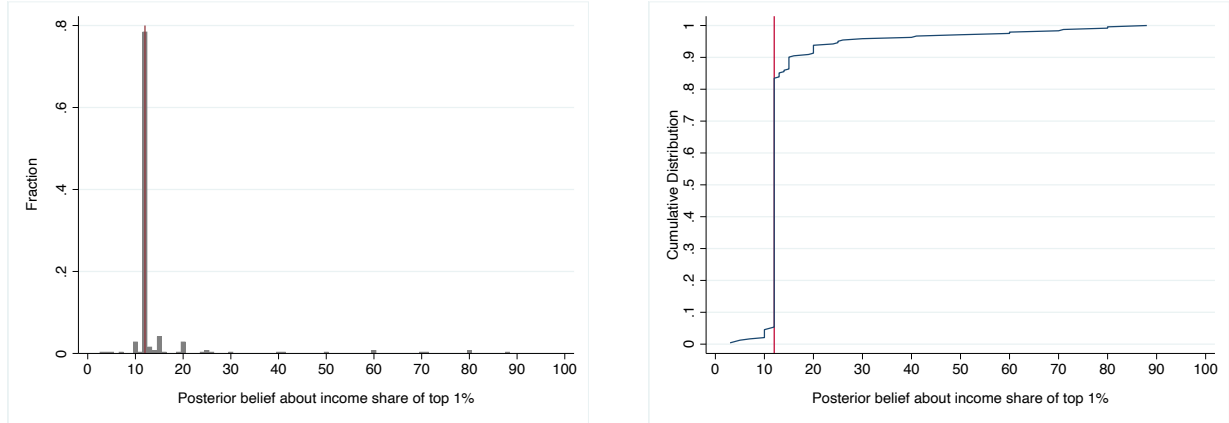 Fraction
.8
.6
.4
.2
0
0 10 20 30 40 50 60 70 80 90 100
Posterior belief about income share of top 1%
Cumulative Distribution
1
.9
.8
.7
.6
.5
.4
.3
.2
.1
0
0 10 20 30 40 50 60 70 80 90 100
Posterior belief about income share of top 1%